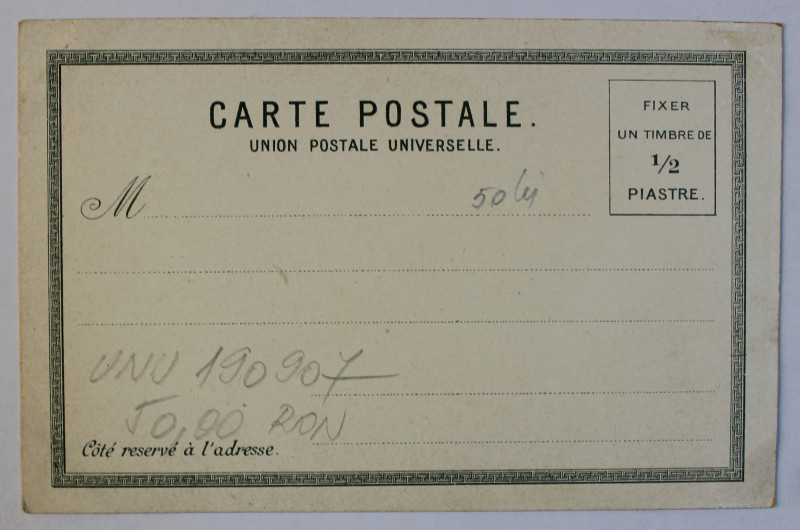 CARTE POSTALE.
UNION POSTALE UNIVERSELLE.
FIXER
UN TIMBRE DE
1/2
PIASTRE.
M
50 lei
UNU 190907
50,00 RON
Côté reservé à l'adresse.